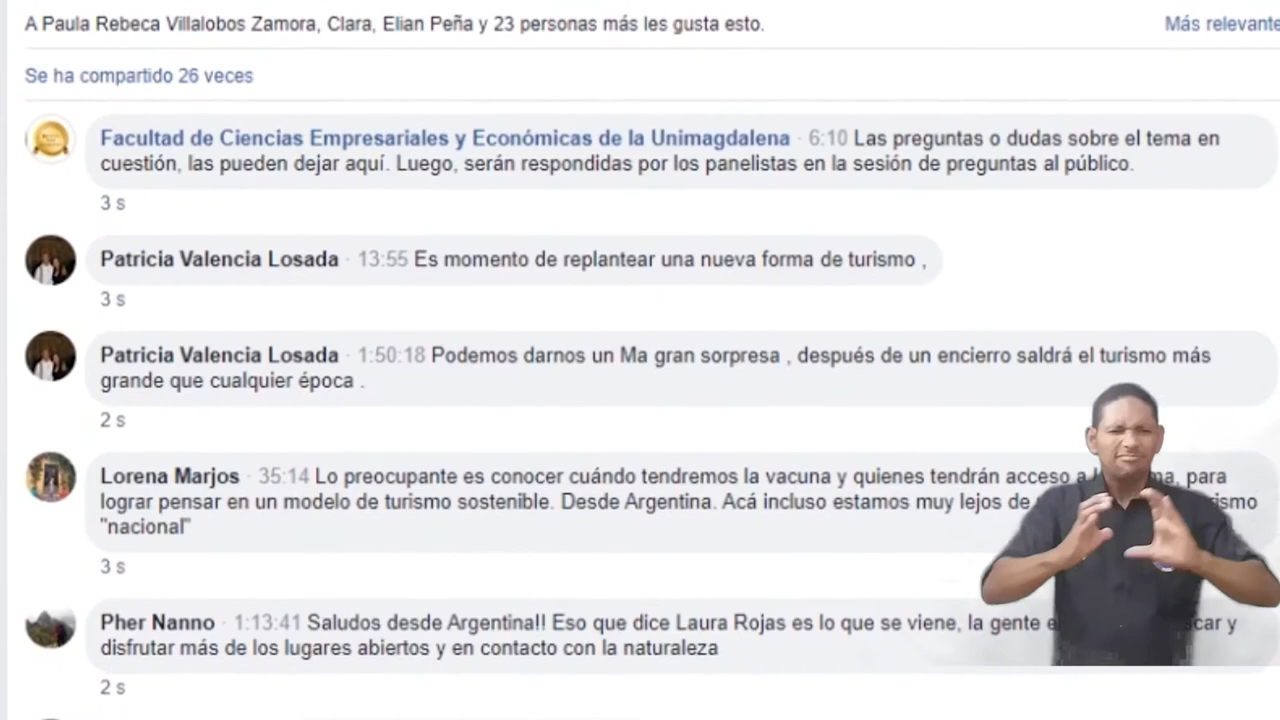 A Paula Rebeca Villalobos Zamora, Clara, Elian Peña y 23 personas más les gusta esto.
Más relevante
Se ha compartido 26 veces
Facultad de Ciencias Empresariales y Económicas de la Unimagdalena · 6:10 Las preguntas o dudas sobre el tema en
cuestión, las pueden dejar aquí. Luego, serán respondidas por los panelistas en la sesión de preguntas al público.
3 s
Patricia Valencia Losada · 13:55 Es momento de replantear una nueva forma de turismo ,
3 s
Patricia Valencia Losada · 1:50:18 Podemos darnos un Ma gran sorpresa , después de un encierro saldrá el turismo más
grande que cualquier época .
2 s
Lorena Marjos · 35:14 Lo preocupante es conocer cuándo tendremos la vacuna y quienes tendrán acceso a para
lograr pensar en un modelo de turismo sostenible. Desde Argentina. Acá incluso estamos muy lejos de
"nacional"
3 s
Pher Nanno · 1:13:41 Saludos desde Argentina!! Eso que dice Laura Rojas es lo que se viene, la gente y
disfrutar más de los lugares abiertos y en contacto con la naturaleza
2 s